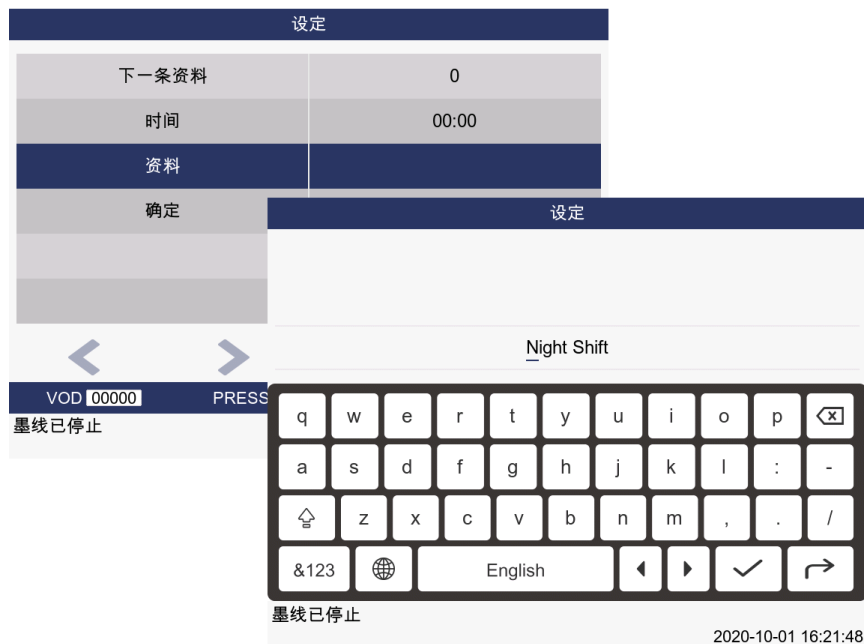 设定
下一条资料 0
时间 00:00
资料
确定
VOD 00000 PRESS
墨线已停止
设定
Night Shift
q w e r t y u i o p
a s d f g h j k l : -
z x c v b n m , . /
&123 English
墨线已停止
2020-10-01 16:21:48